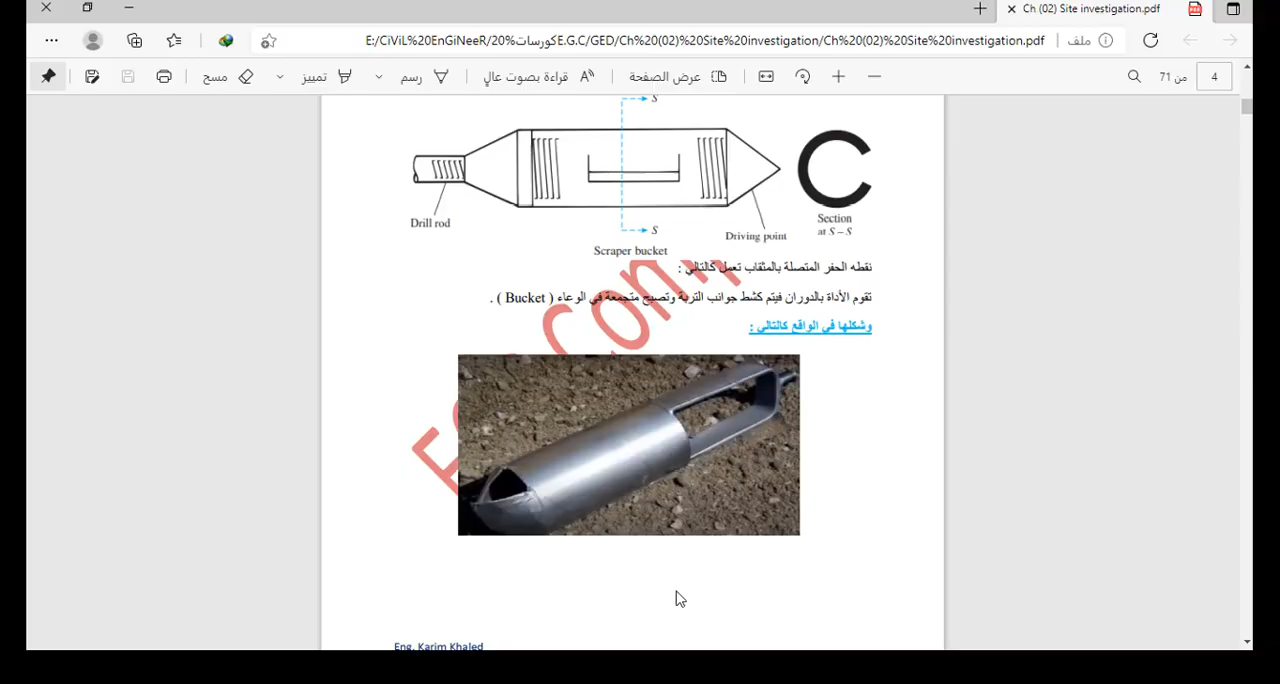 Ch (02) Site investigation.pdf
E:/CiViL%20EnGiNeeR/20%كورساتE.G.C/GED/Ch%20(02)%20Site%20investigation/Ch%20(02)%20Site%20investigation.pdf
ملف
4
من 71
عرض الصفحة
قراءة بصوت عالٍ
رسم
تمييز
مسح
S
Drill rod
Section
at S – S
S
Driving point
Scraper bucket
نقطه الحفر المتصلة بالمثقاب تعمل كالتالي :
تقوم الأداة بالدوران فيتم كشط جوانب التربة وتصبح متجمعة في الوعاء ( Bucket ) .
وشكلها في الواقع كالتالي :
Eng. Karim Khaled